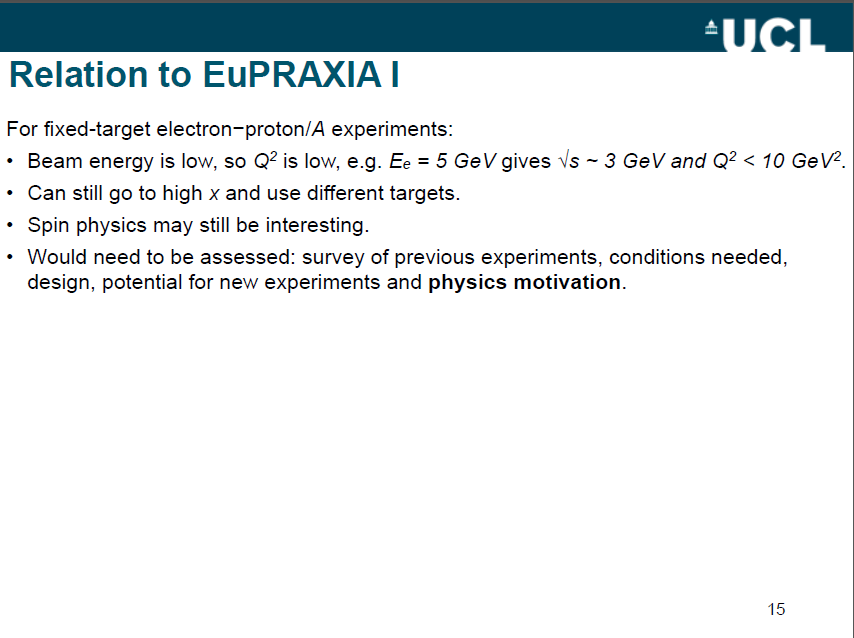 UCL
Relation to EuPRAXIA I
For fixed-target electron−proton/A experiments:
• Beam energy is low, so Q² is low, e.g. Eₑ = 5 GeV gives √s ~ 3 GeV and Q² < 10 GeV².
• Can still go to high x and use different targets.
• Spin physics may still be interesting.
• Would need to be assessed: survey of previous experiments, conditions needed,
design, potential for new experiments and physics motivation.
15